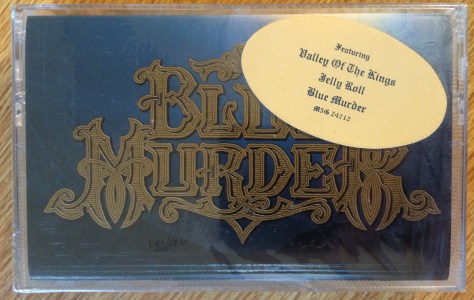 Featuring
Valley Of The Kings
Jelly Roll
Blue Murder
M5G 24212
BLU
MURDER